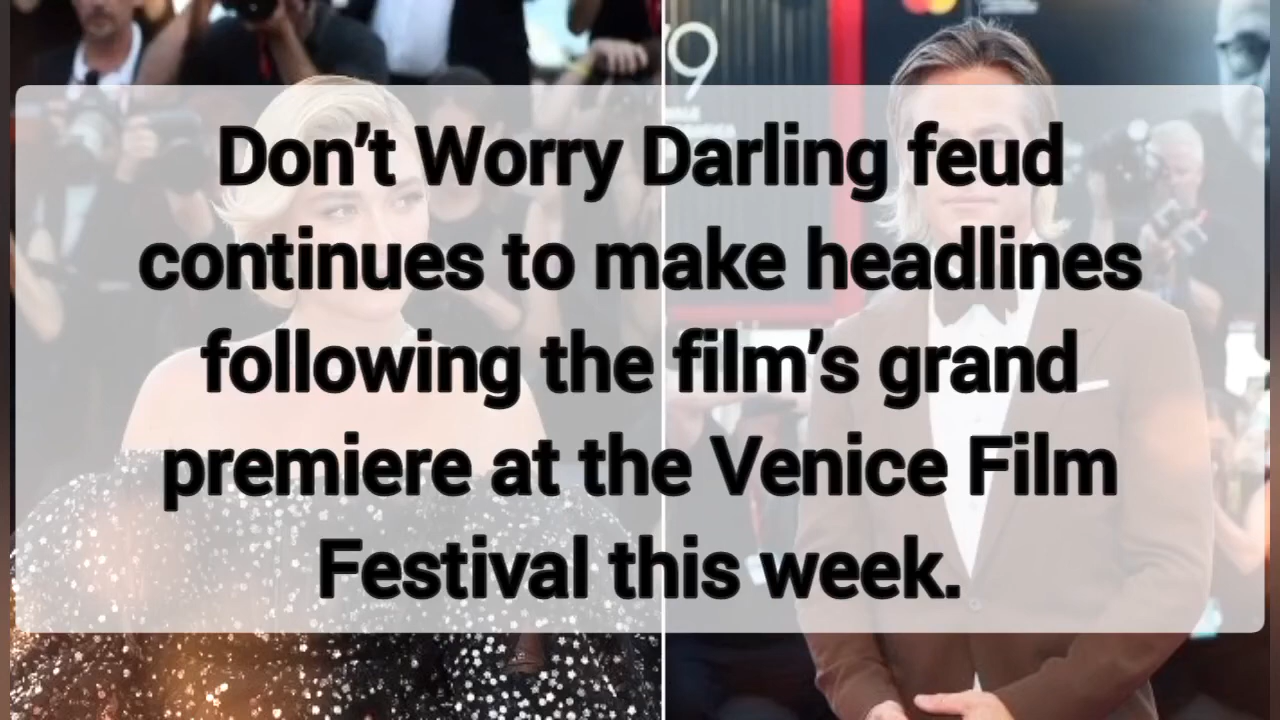 79
Don’t Worry Darling feud
continues to make headlines
following the film’s grand
premiere at the Venice Film
Festival this week.